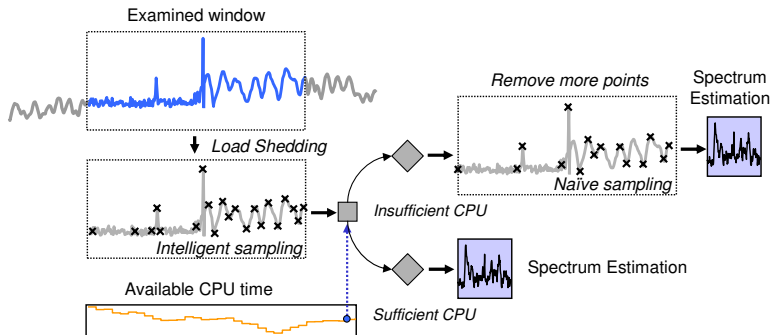 Examined window
Load Shedding
Intelligent sampling
Available CPU time
Insufficient CPU
Sufficient CPU
Remove more points
Naïve sampling
Spectrum
Estimation
Spectrum Estimation